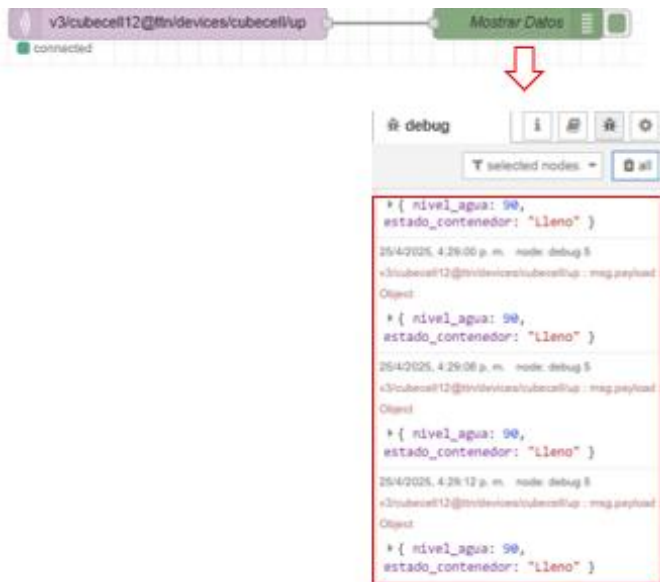 v3/cubecell12@ttn/devices/cubecell/up
Mostrar Datos
connected
debug
i
selected nodes
all
{ nivel_agua: 90,
estado_contenedor: "Lleno" }
25/4/2025, 4:29:00 p. m. node: debug 5
v3/cubecell12@ttn/devices/cubecell/up : msg.payload :
Object
{ nivel_agua: 90,
estado_contenedor: "Lleno" }
25/4/2025, 4:29:08 p. m. node: debug 5
v3/cubecell12@ttn/devices/cubecell/up : msg.payload :
Object
{ nivel_agua: 90,
estado_contenedor: "Lleno" }
25/4/2025, 4:29:12 p. m. node: debug 5
v3/cubecell12@ttn/devices/cubecell/up : msg.payload :
Object
{ nivel_agua: 90,
estado_contenedor: "Lleno" }